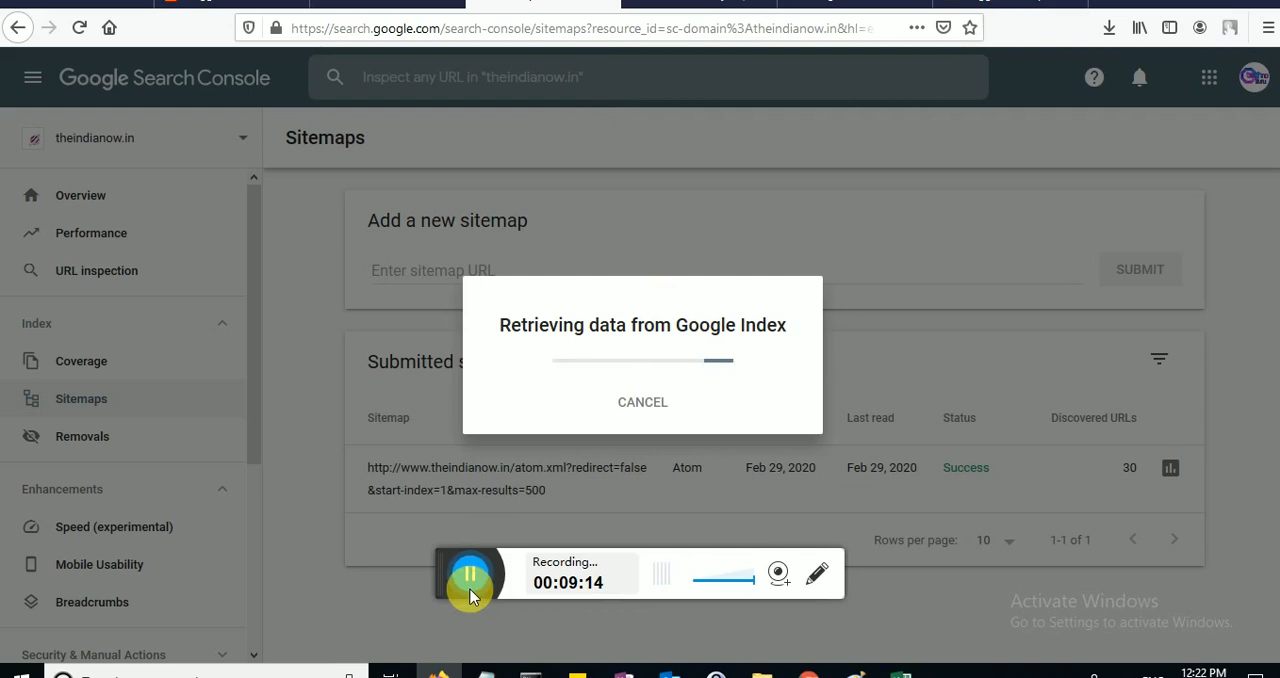 https://search.google.com/search-console/sitemaps?resource_id=sc-domain%3Atheindianow.in&hl=e
Google Search Console
Inspect any URL in "theindianow.in"
theindianow.in
Sitemaps
Overview
Performance
URL inspection
Index
Coverage
Sitemaps
Removals
Enhancements
Speed (experimental)
Mobile Usability
Breadcrumbs
Security & Manual Actions
Add a new sitemap
Enter sitemap URL
SUBMIT
Retrieving data from Google Index
CANCEL
Submitted s
Sitemap
Last read
Status
Discovered URLs
http://www.theindianow.in/atom.xml?redirect=false
&start-index=1&max-results=500
Atom
Feb 29, 2020
Feb 29, 2020
Success
30
Rows per page: 10
1-1 of 1
Recording...
00:09:14
Activate Windows
Go to Settings to activate Windows.
12:22 PM